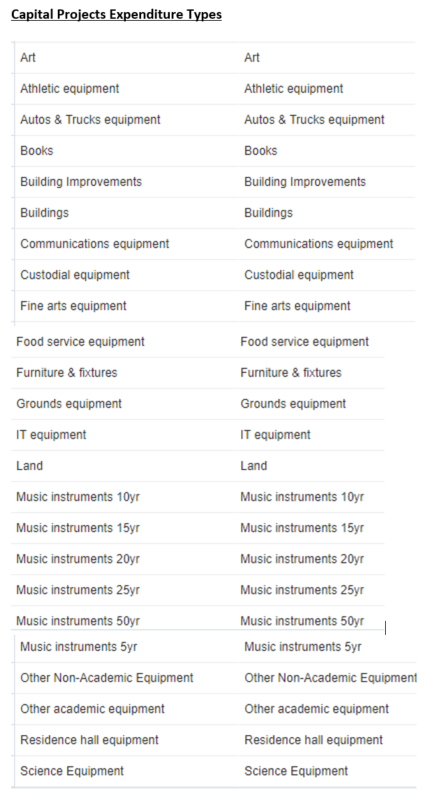 Capital Projects Expenditure Types
Art Art
Athletic equipment Athletic equipment
Autos & Trucks equipment Autos & Trucks equipment
Books Books
Building Improvements Building Improvements
Buildings Buildings
Communications equipment Communications equipment
Custodial equipment Custodial equipment
Fine arts equipment Fine arts equipment
Food service equipment Food service equipment
Furniture & fixtures Furniture & fixtures
Grounds equipment Grounds equipment
IT equipment IT equipment
Land Land
Music instruments 10yr Music instruments 10yr
Music instruments 15yr Music instruments 15yr
Music instruments 20yr Music instruments 20yr
Music instruments 25yr Music instruments 25yr
Music instruments 50yr Music instruments 50yr
Music instruments 5yr Music instruments 5yr
Other Non-Academic Equipment Other Non-Academic Equipment
Other academic equipment Other academic equipment
Residence hall equipment Residence hall equipment
Science Equipment Science Equipment